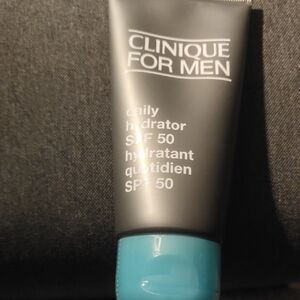 CLINIQUE
FOR MEN
daily
hydrator
SPF 50
hydratant
quotidien
SPF 50